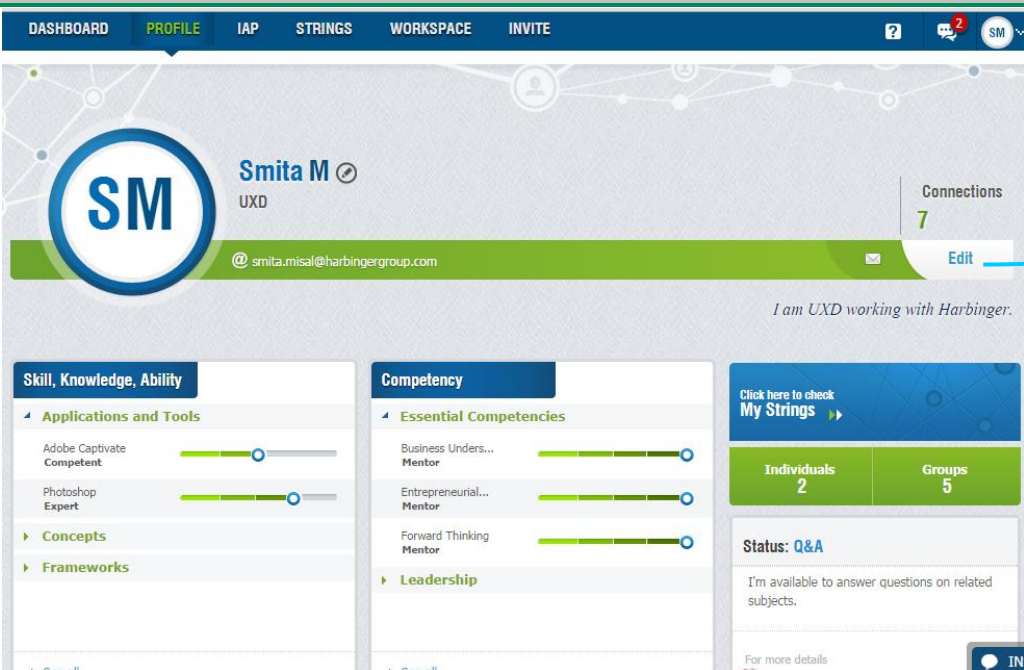 DASHBOARD PROFILE IAP STRINGS WORKSPACE INVITE ? 2 SM
SM
Smita M
UXD
Connections
7
@ smita.misal@harbingergroup.com
Edit
I am UXD working with Harbinger.
Skill, Knowledge, Ability
Applications and Tools
Adobe Captivate
Competent
Photoshop
Expert
Concepts
Frameworks
Competency
Essential Competencies
Business Unders...
Mentor
Entrepreneurial...
Mentor
Forward Thinking
Mentor
Leadership
Click here to check
My Strings
Individuals
2
Groups
5
Status: Q&A
I'm available to answer questions on related
subjects.
For more details
IN